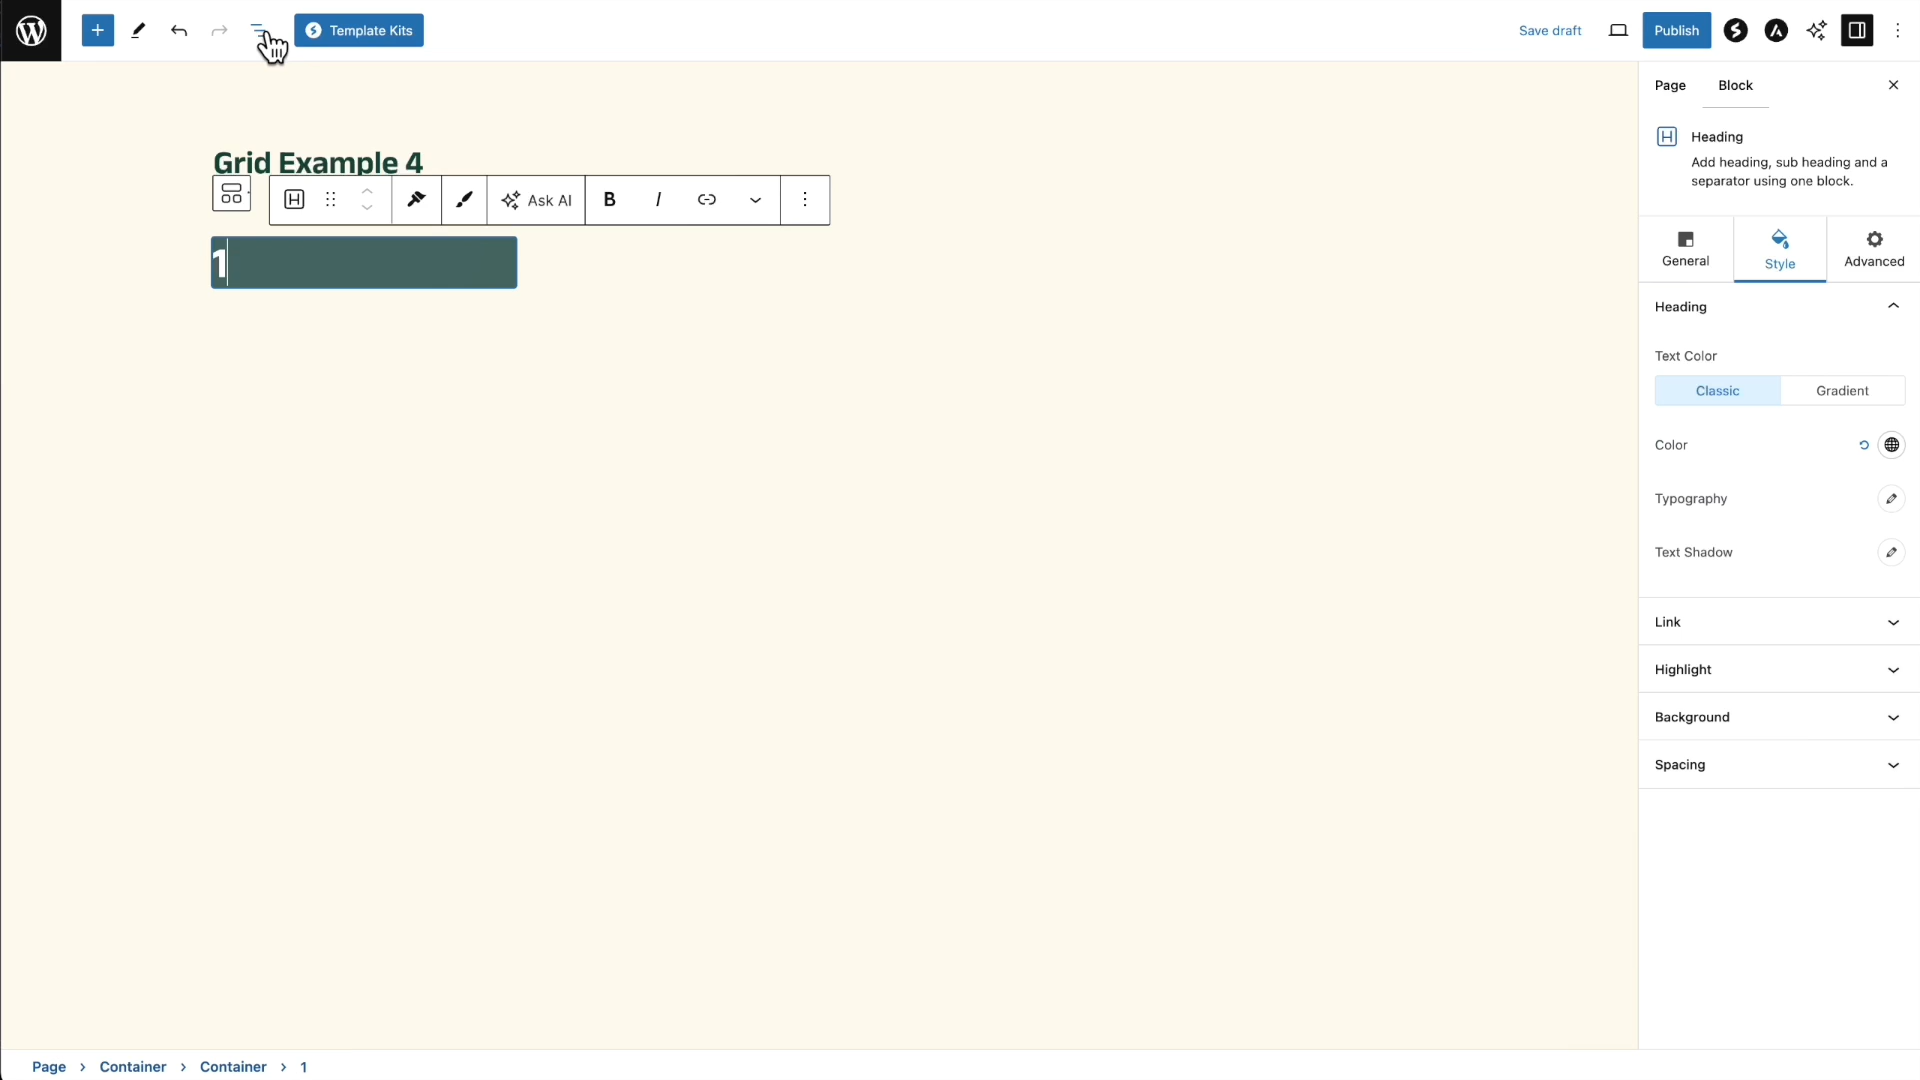 Template Kits
Save draft
Publish
Page
Block
Heading
Add heading, sub heading and a
separator using one block.
General
Style
Advanced
Heading
Text Color
Classic
Gradient
Color
Typography
Text Shadow
Link
Highlight
Background
Spacing
Grid Example 4
Ask AI
B
I
1
Page > Container > Container > 1